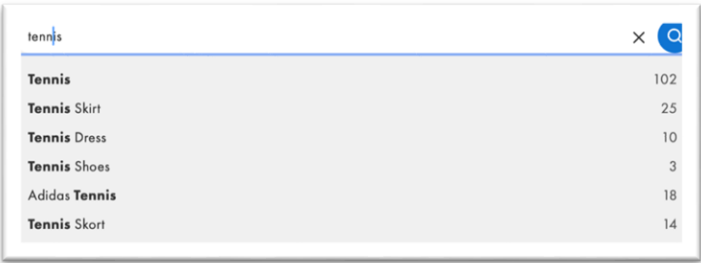 tennis
Tennis 102
Tennis Skirt 25
Tennis Dress 10
Tennis Shoes 3
Adidas Tennis 18
Tennis Skort 14